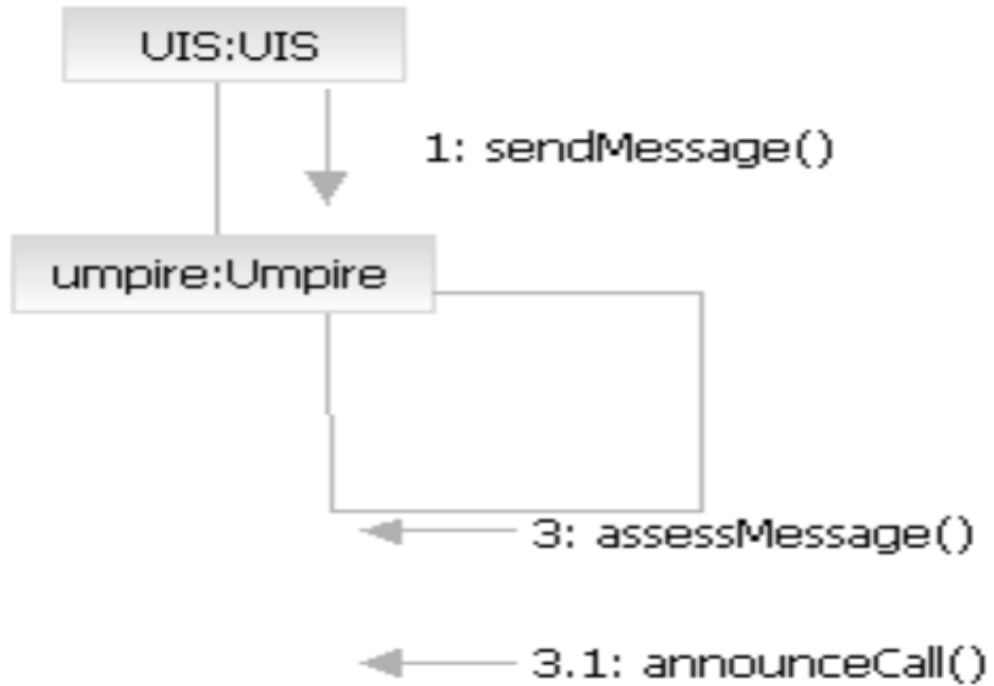 UIS:UIS
1: sendMessage()
umpire:Umpire
3: assessMessage()
3.1: announceCall()